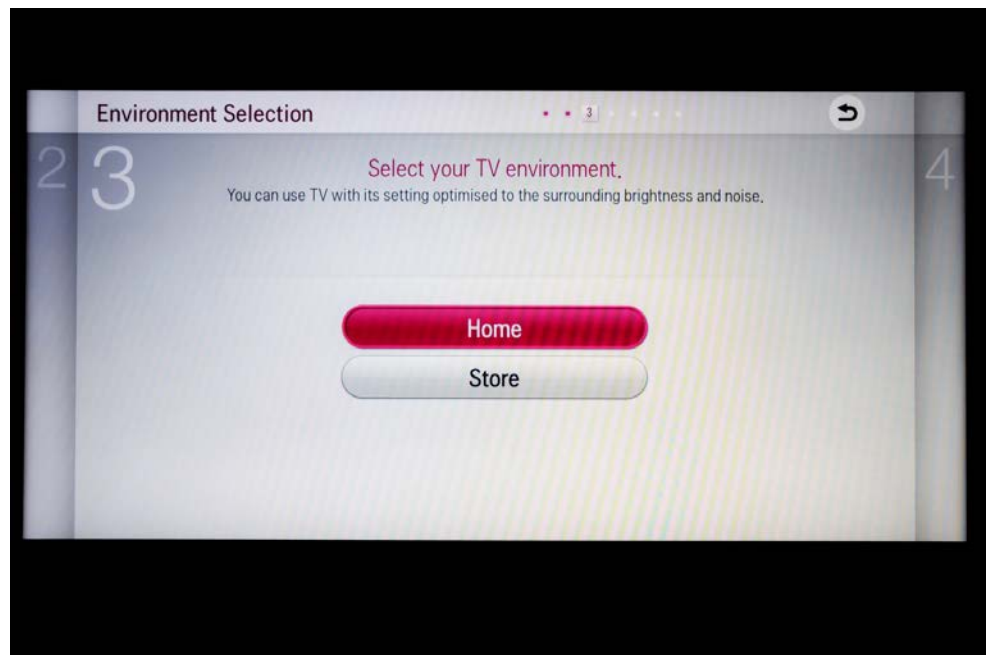 Environment Selection
3
2
3
4
Select your TV environment.
You can use TV with its setting optimised to the surrounding brightness and noise.
Home
Store